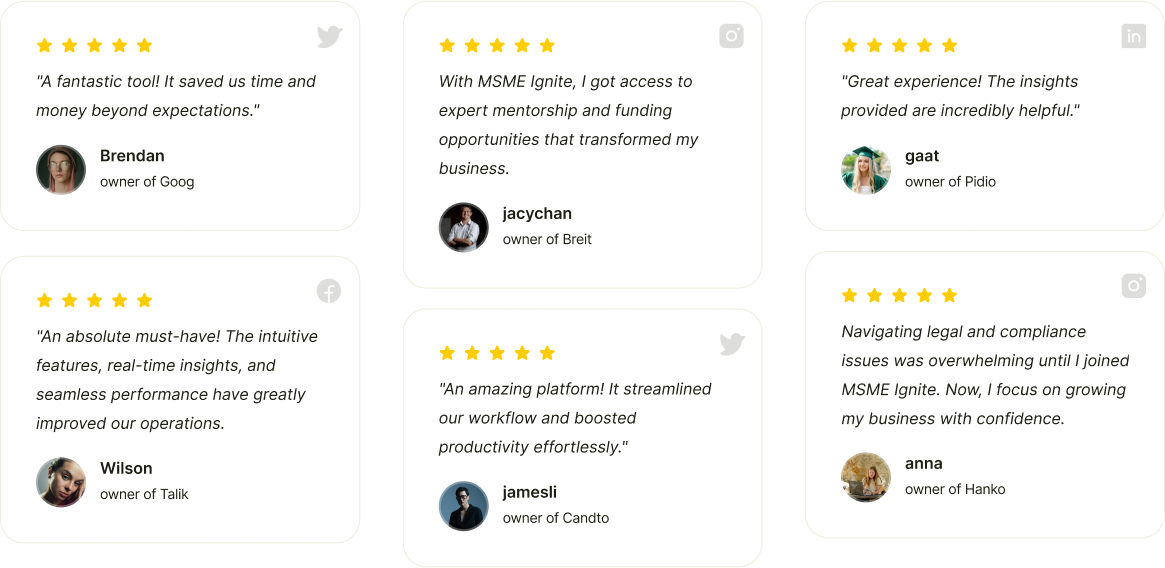 "A fantastic tool! It saved us time and
money beyond expectations."
Brendan
owner of Goog
"An absolute must-have! The intuitive
features, real-time insights, and
seamless performance have greatly
improved our operations.
Wilson
owner of Talik
With MSME Ignite, I got access to
expert mentorship and funding
opportunities that transformed my
business.
jacychan
owner of Breit
"An amazing platform! It streamlined
our workflow and boosted
productivity effortlessly."
jamesli
owner of Candto
in
"Great experience! The insights
provided are incredibly helpful."
gaat
owner of Pidio
Navigating legal and compliance
issues was overwhelming until I joined
MSME Ignite. Now, I focus on growing
my business with confidence.
anna
owner of Hanko